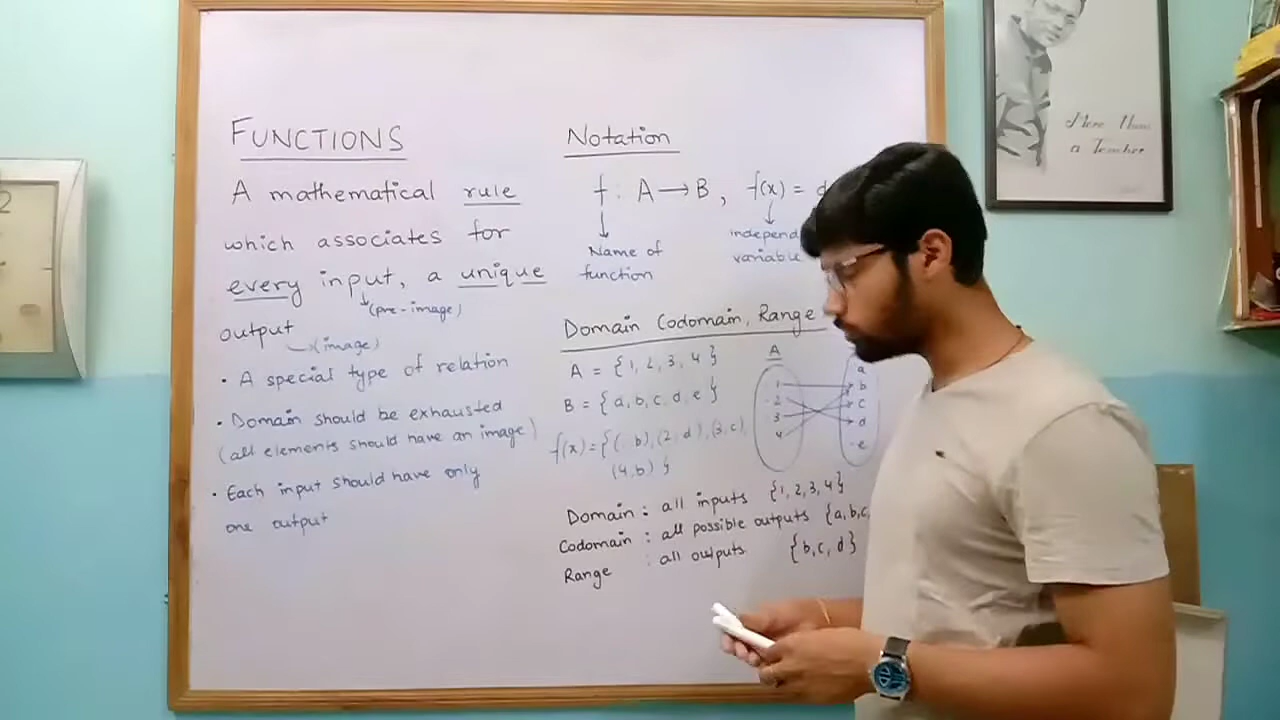 FUNCTIONS
A mathematical rule
which associates for
every input, a unique
(pre-image)
output
(image)
• A special type of relation
• Domain should be exhausted
(all elements should have an image)
• Each input should have only
one output
Notation
f : A → B , f(x) = d
Name of
function
independ
variable
Domain Codomain, Range
A = {1, 2, 3, 4}
B = {a, b, c, d, e}
f(x) = {( , b), (2, d), (3, c),
(4, b)}
A
1
2
3
4
a
b
c
d
e
Domain : all inputs {1, 2, 3, 4}
Codomain : all possible outputs {a, b, c,
Range : all outputs {b, c, d}
2
a Teacher